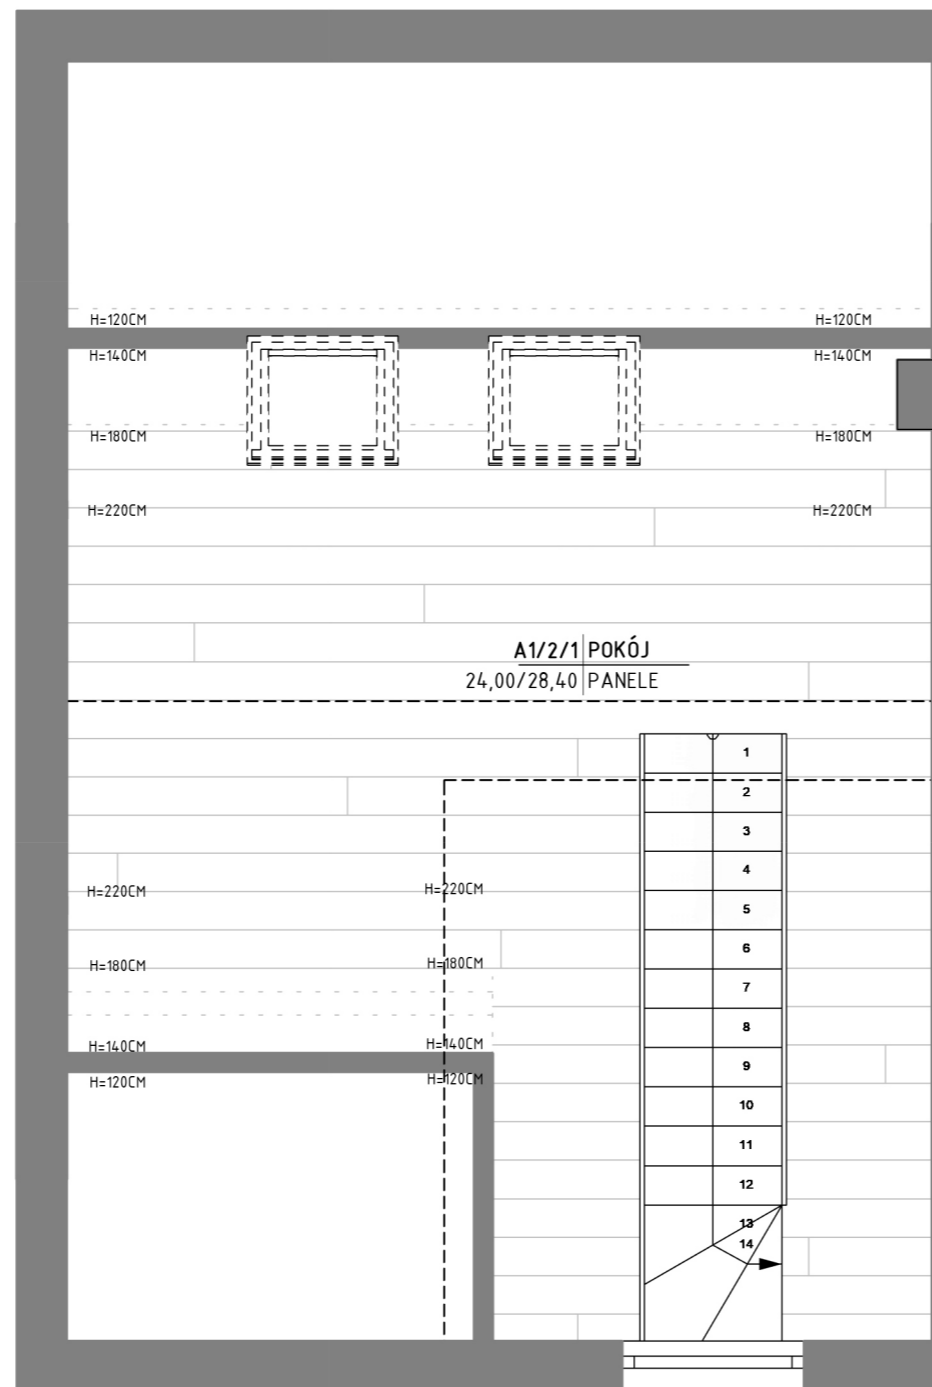 H=120CM H=120CM
H=140CM H=140CM
H=180CM H=180CM
H=220CM H=220CM
A1/2/1 POKÓJ
24,00/28,40 PANELE
1
2
3
4
H=220CM H=220CM
5
6
H=180CM H=180CM
7
8
H=140CM H=140CM
9
H=120CM H=120CM
10
11
12
13
14